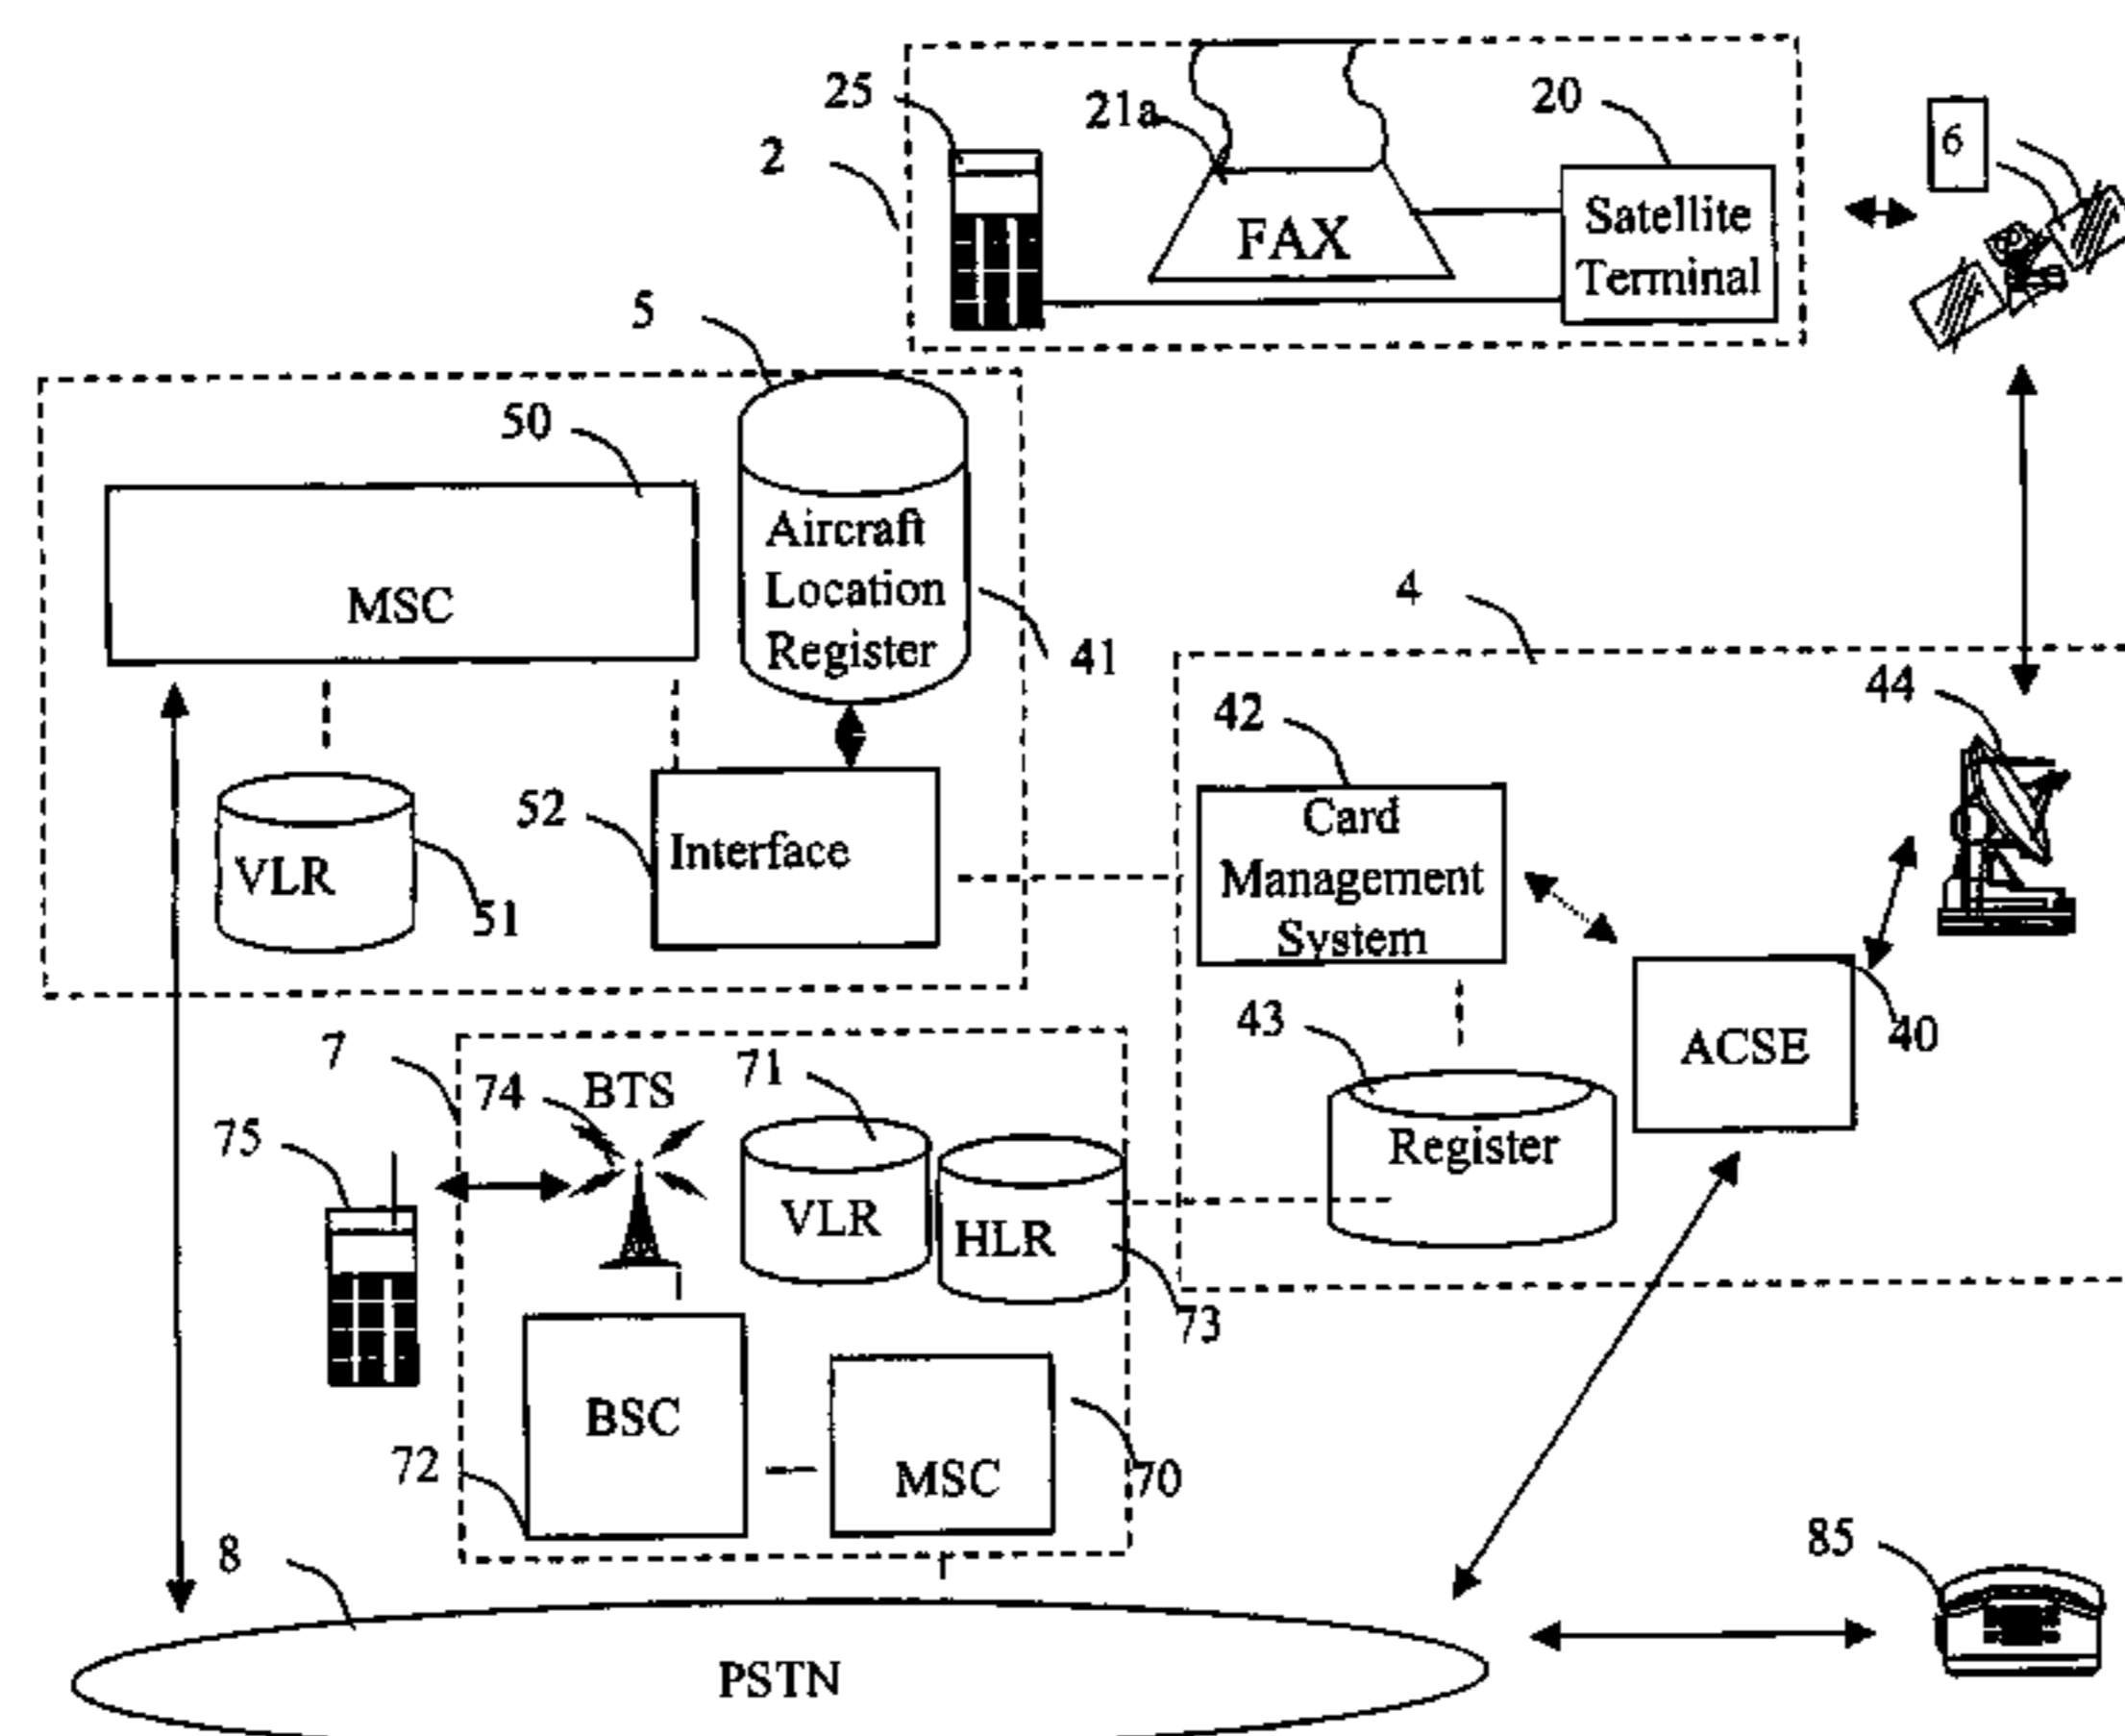 25
21a
20
6
2
FAX
Satellite
Terminal
5
50
Aircraft
Location
Register
MSC
41
4
44
42
52
Interface
Card
Management
System
VLR
51
ACSE
40
43
Register
7
74
BTS
71
75
VLR
HLR
73
BSC
72
MSC
70
8
85
PSTN